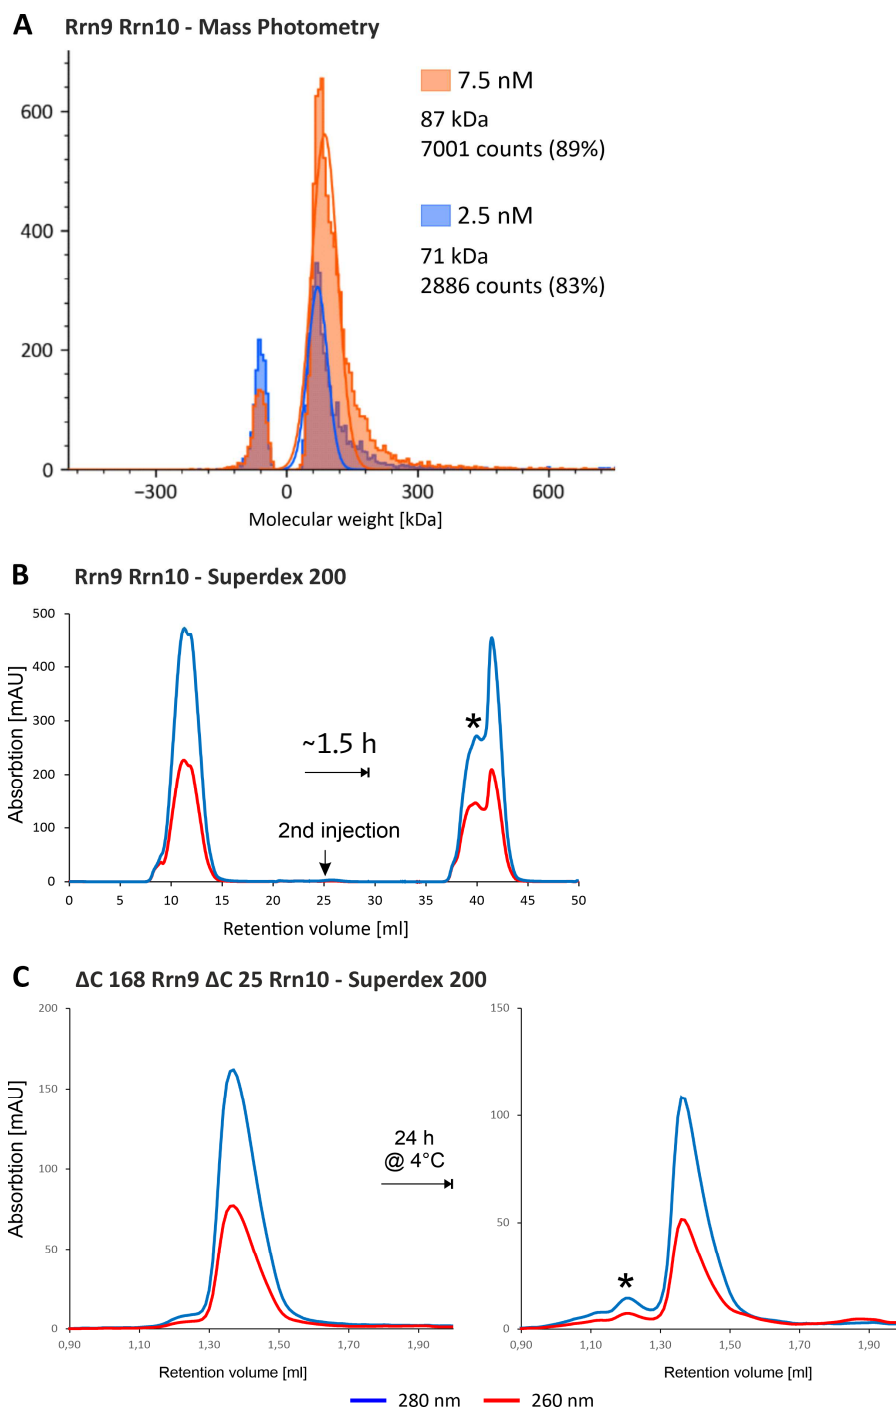 A Rrn9 Rrn10 - Mass Photometry
7.5 nM
87 kDa
7001 counts (89%)
2.5 nM
71 kDa
2886 counts (83%)
600
400
200
0
−300 0 300 600
Molecular weight [kDa]
B Rrn9 Rrn10 - Superdex 200
Absorbtion [mAU]
500
400
300
200
100
0
~1.5 h
*
2nd injection
0 5 10 15 20 25 30 35 40 45 50
Retention volume [ml]
C ΔC 168 Rrn9 ΔC 25 Rrn10 - Superdex 200
Absorbtion [mAU]
200
150
100
50
0
0,90 1,10 1,30 1,50 1,70 1,90
Retention volume [ml]
24 h
@ 4°C
150
100
50
0
*
0,90 1,10 1,30 1,50 1,70 1,90
Retention volume [ml]
280 nm 260 nm